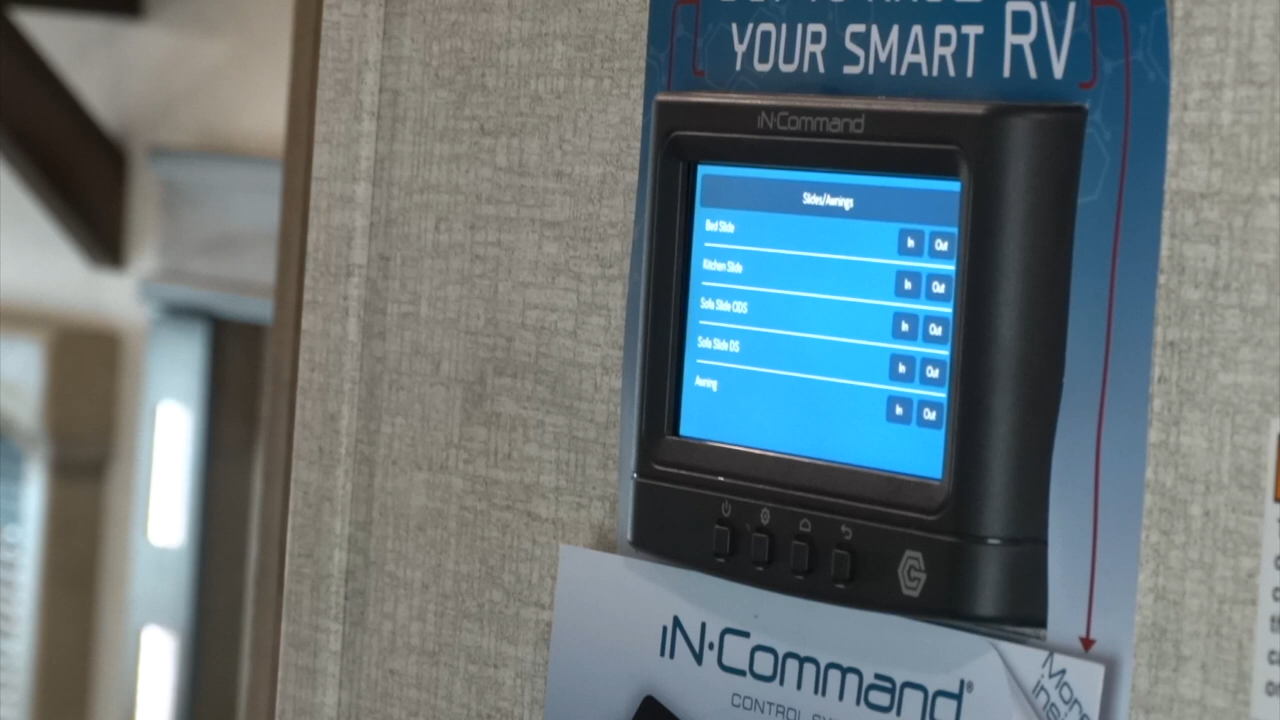 YOUR SMART RV
iN·Command
Slides/Awnings
Bed Slide In Out
Kitchen Slide In Out
Sofa Slide ODS In Out
Sofa Slide DS In Out
Awning In Out
iN·Command®
CONTROL
More